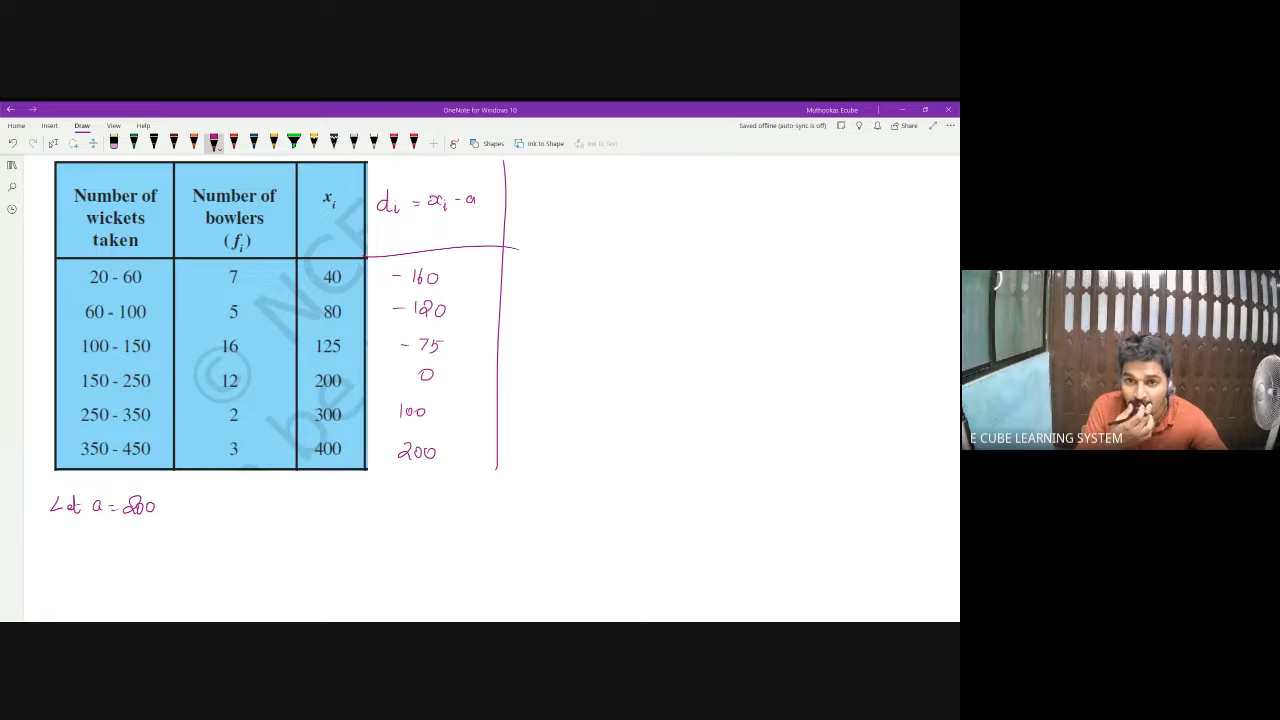 OneNote for Windows 10
Muthookas Ecube
Home Insert Draw View Help
Saved offline (auto-sync is off)
Share
Shapes
Ink to Shape
Ink to Text
Number of wickets taken
Number of bowlers (fi)
xi
di = xi - a
20 - 60 7 40 - 160
60 - 100 5 80 - 120
100 - 150 16 125 - 75
150 - 250 12 200 0
250 - 350 2 300 100
350 - 450 3 400 200
Let a = 200
© NCE
be
E CUBE LEARNING SYSTEM